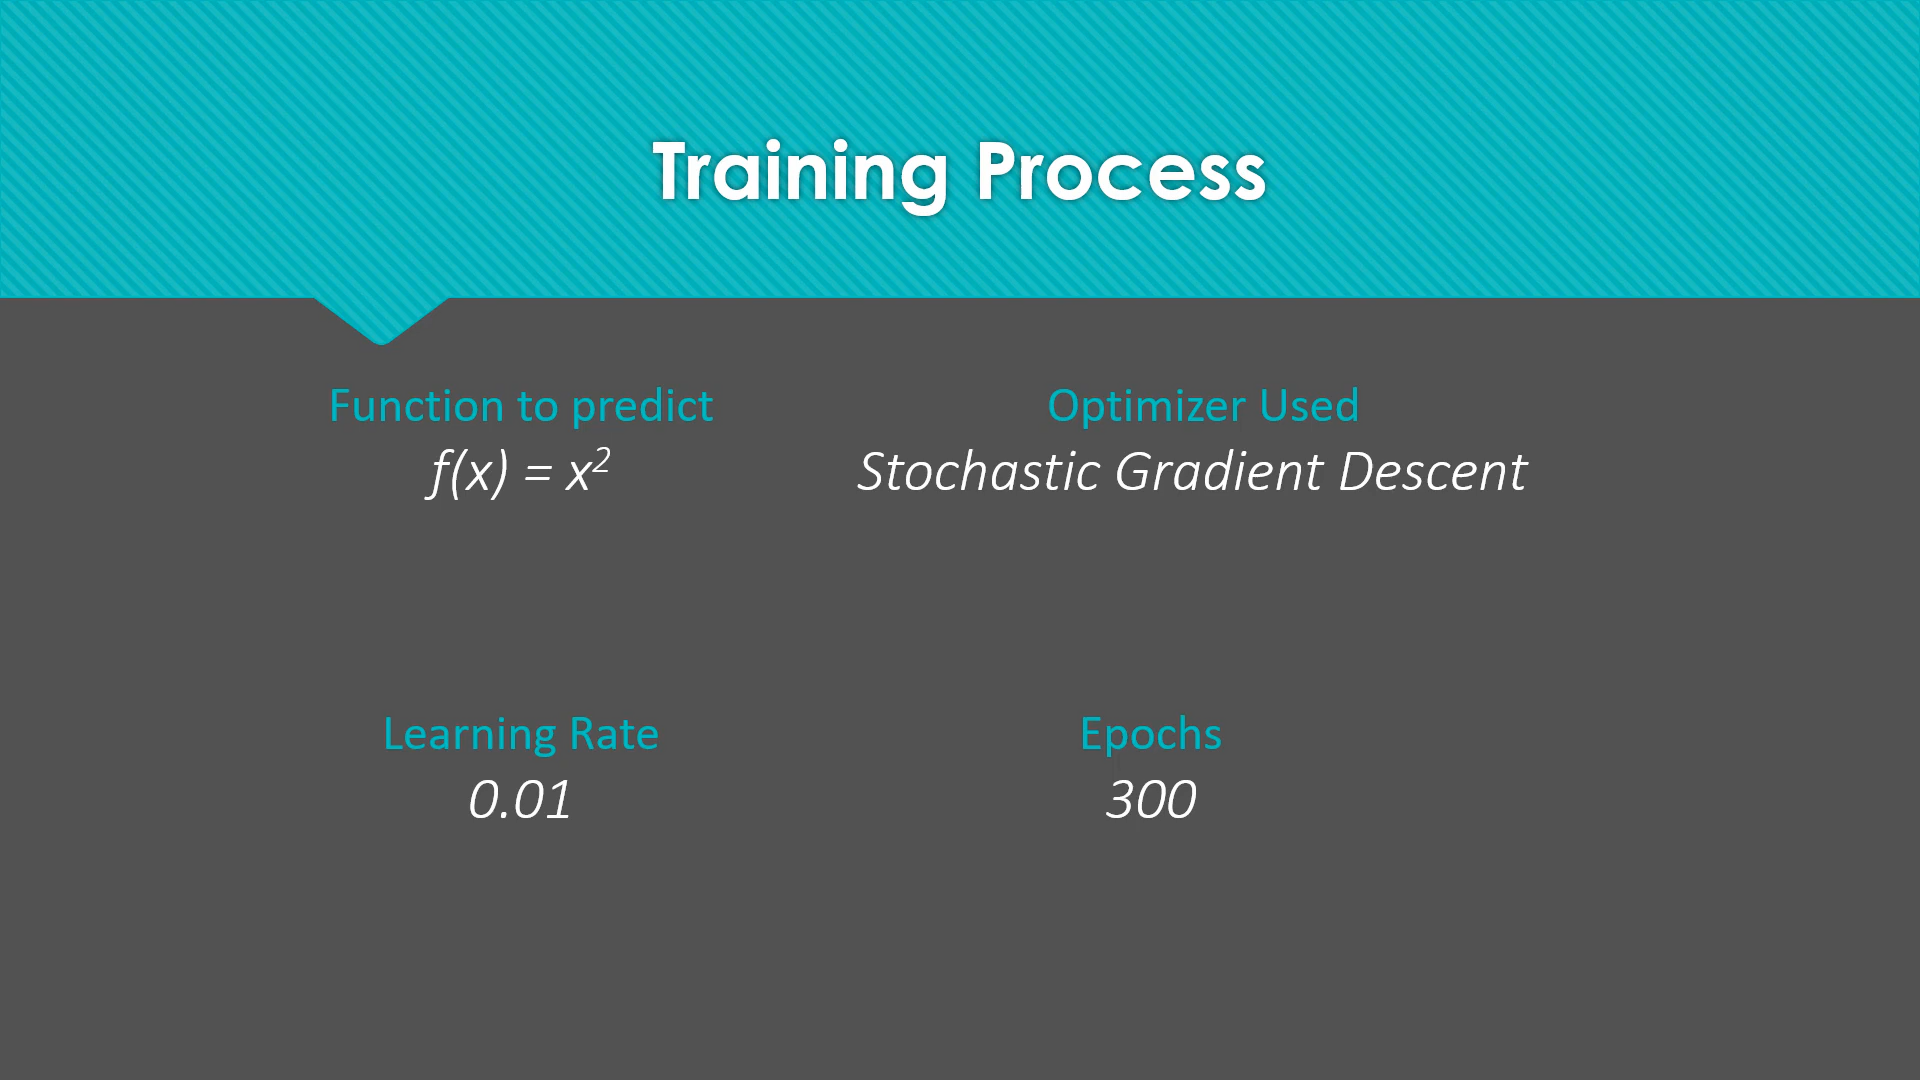 Training Process
Function to predict
f(x) = x²
Optimizer Used
Stochastic Gradient Descent
Learning Rate
0.01
Epochs
300